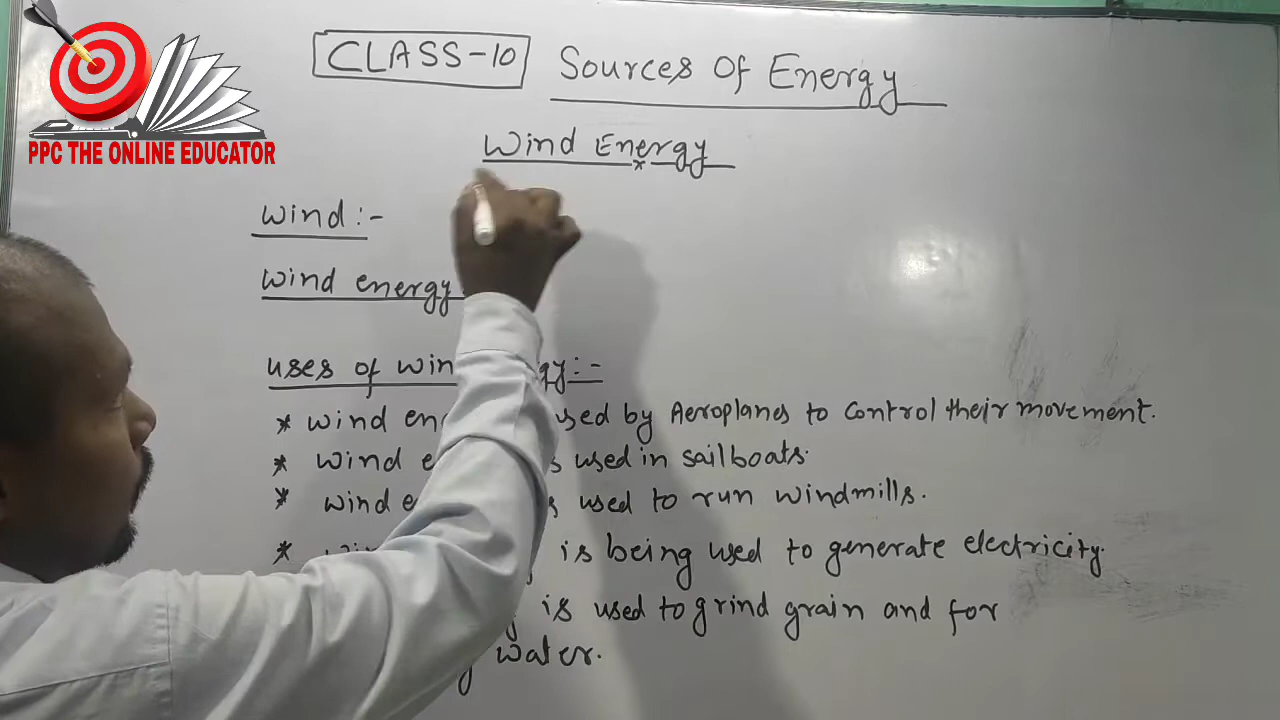 CLASS-10 Sources Of Energy
PPC THE ONLINE EDUCATOR
Wind Energy
Wind :-
Wind energy
uses of :-
* Wind used by Aeroplanes to control their movement.
* Wind used in sailboats.
* Wind used to run windmills.
* is being used to generate electricity.
is used to grind grain and for
water.